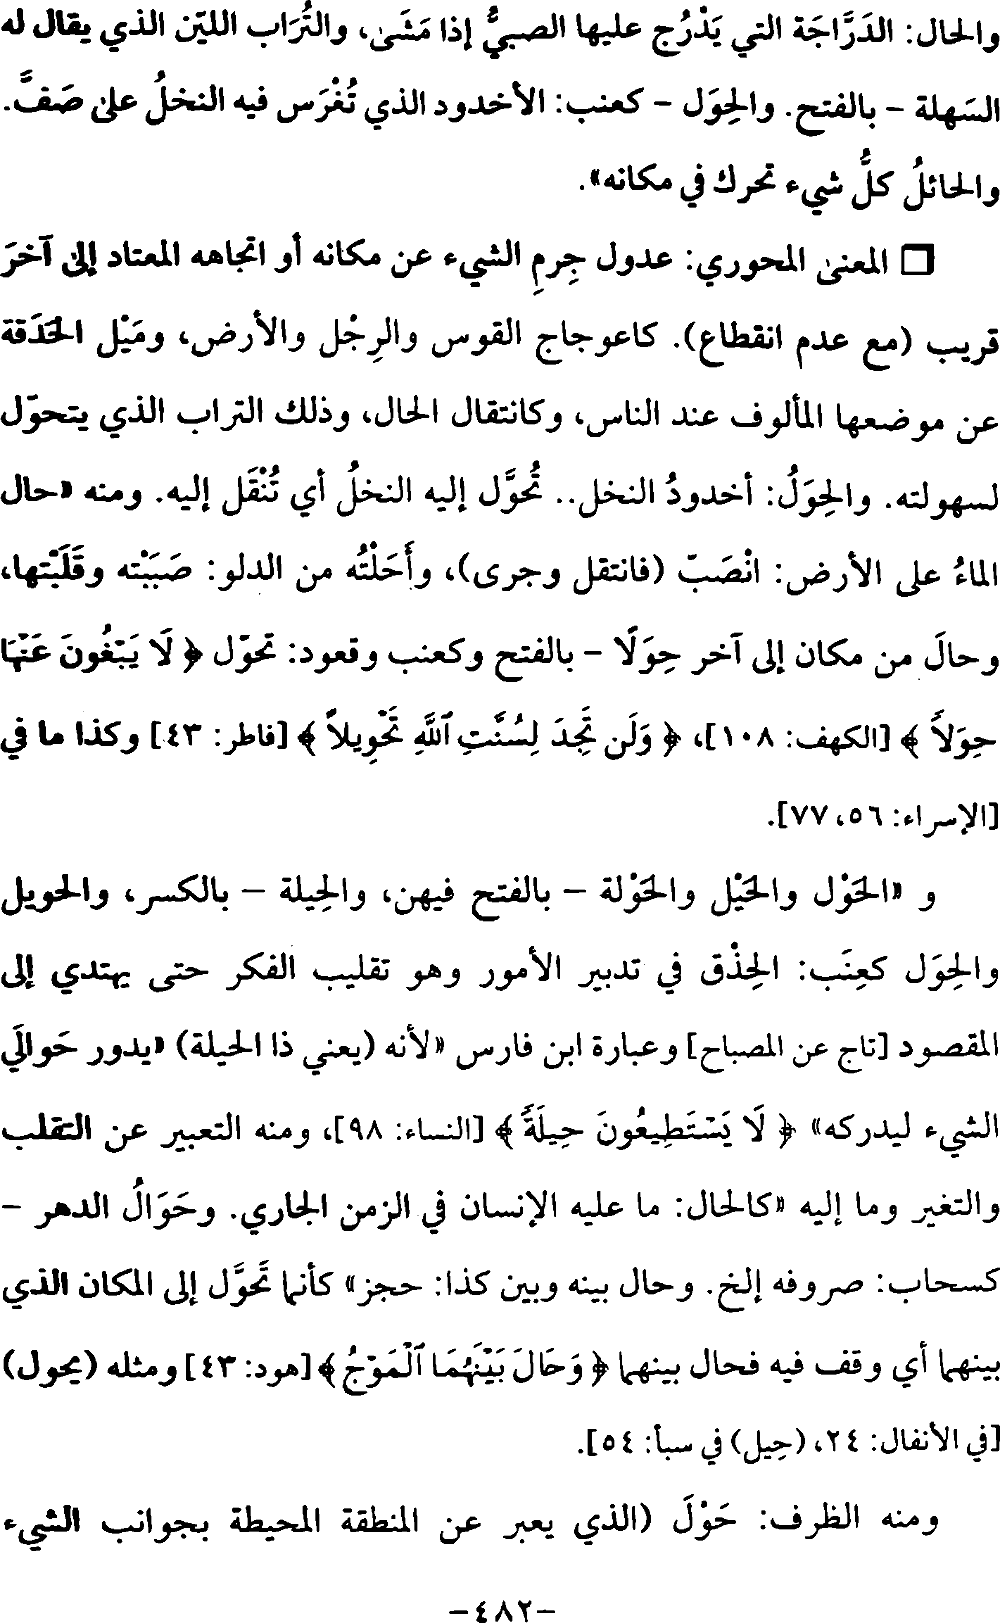 والحال: الدَرَّاجَة التي يَدْرُج عليها الصبيُّ إذا مَشَى، والتُرَاب الليّن الذي يقال له
السَهلة – بالفتح. والحِوَل – كعنب: الأخدود الذي تُغْرَس فيه النخلُ على صَفٍّ.
والحائلُ كلُّ شيء تحرك في مكانه».
❒ المعنى المحوري: عدول جِرمِ الشيء عن مكانه أو اتجاهه المعتاد إلى آخرَ
قريب (مع عدم انقطاع). كاعوجاج القوس والرِجْل والأرض، ومَيْل الحَدَقة
عن موضعها المألوف عند الناس، وكانتقال الحال، وذلك التراب الذي يتحوّل
لسهولته. والحِوَلُ: أخدودُ النخل.. تُحوَّل إليه النخلُ أي تُنْقَل إليه. ومنه «حال
الماءُ على الأرض: انْصَبّ (فانتقل وجرى)، وأَحَلْتُه من الدلو: صَبَبْته وقَلَبْتها،
وحالَ من مكان إلى آخر حِوَلًا – بالفتح وكعنب وقعود: تحوّل ﴿ لَا يَبْغُونَ عَنْهَا
حِوَلاً ﴾ [الكهف: ١٠٨]، ﴿ وَلَن تَجِدَ لِسُنَّتِ ٱللَّهِ تَحْوِيلاً ﴾ [فاطر: ٤٣] وكذا ما في
[الإسراء: ٥٦، ٧٧].
و «الحَوْل والحَيْل والحَوْلة – بالفتح فيهن، والحِيلة – بالكسر، والحويل
والحِوَل كعِنَب: الحِذْق في تدبير الأمور وهو تقليب الفكر حتى يهتدي إلى
المقصود [تاج عن المصباح] وعبارة ابن فارس «لأنه (يعني ذا الحيلة) «يدور حَوالَي
الشيء ليدركه» ﴿ لَا يَسْتَطِيعُونَ حِيلَةً ﴾ [النساء: ٩٨]، ومنه التعبير عن التقلب
والتغير وما إليه «كالحال: ما عليه الإنسان في الزمن الجاري. وحَوَالُ الدهر –
كسحاب: صروفه إلخ. وحال بينه وبين كذا: حجز» كأنما تَحوَّل إلى المكان الذي
بينهما أي وقف فيه فحال بينهما ﴿ وَحَالَ بَيْنَهُمَا ٱلْمَوْجُ ﴾ [هود: ٤٣] ومثله (يحول)
[في الأنفال: ٢٤، (حِيل) في سبأ: ٥٤].
ومنه الظرف: حَوْلَ (الذي يعبر عن المنطقة المحيطة بجوانب الشيء
–٤٨٢–